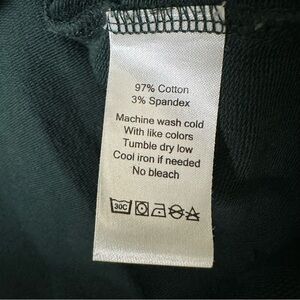 97% Cotton
3% Spandex
Machine wash cold
With like colors
Tumble dry low
Cool iron if needed
No bleach
30C